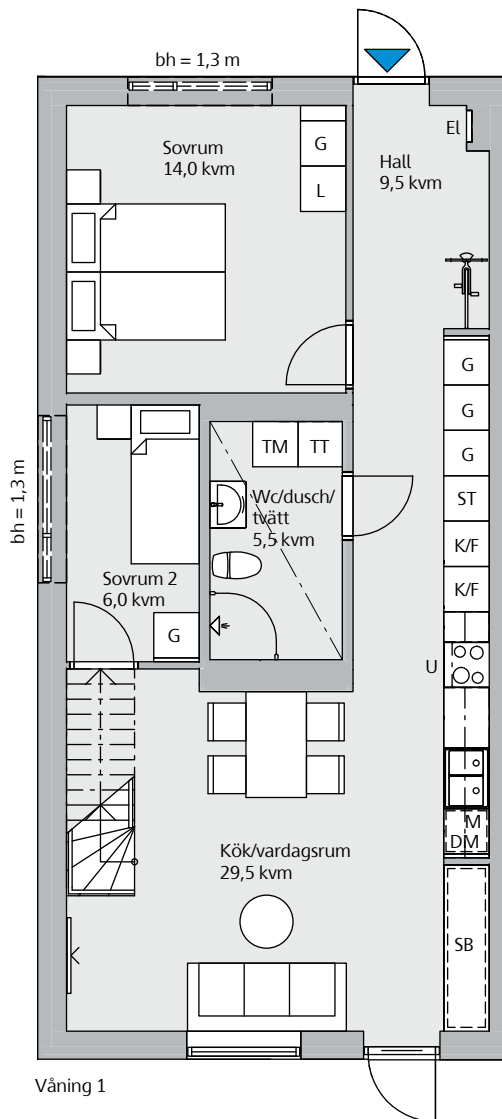 bh = 1,3 m
El
Sovrum
14,0 kvm
G
L
Hall
9,5 kvm
G
G
G
ST
K/F
K/F
bh = 1,3 m
TM
TT
Wc/dusch/
tvätt
5,5 kvm
Sovrum 2
6,0 kvm
G
U
M
DM
Kök/vardagsrum
29,5 kvm
SB
Våning 1